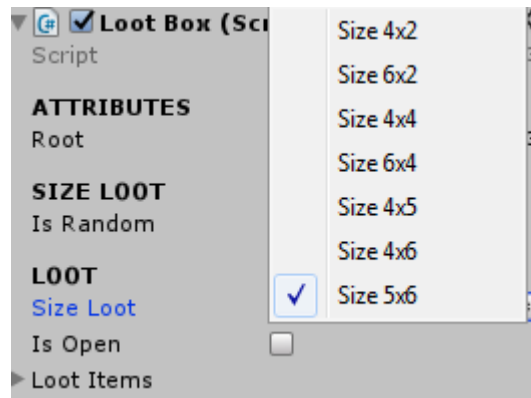 Loot Box (Scr
Script
ATTRIBUTES
Root
SIZE LOOT
Is Random
LOOT
Size Loot
Is Open
Loot Items
Size 4x2
Size 6x2
Size 4x4
Size 6x4
Size 4x5
Size 4x6
Size 5x6